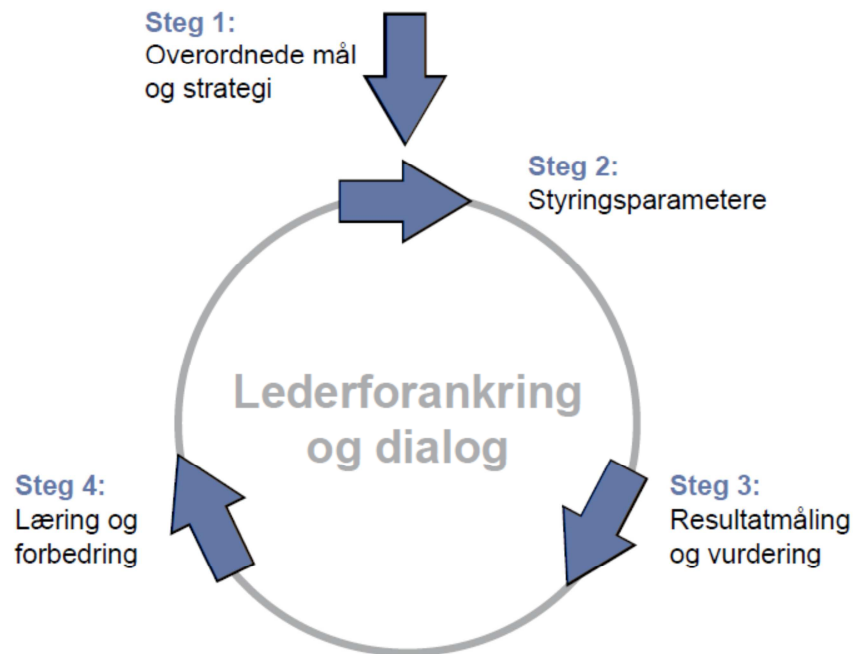 Steg 1:
Overordnede mål
og strategi
Steg 2:
Styringsparametere
Lederforankring
og dialog
Steg 3:
Resultatmåling
og vurdering
Steg 4:
Læring og
forbedring